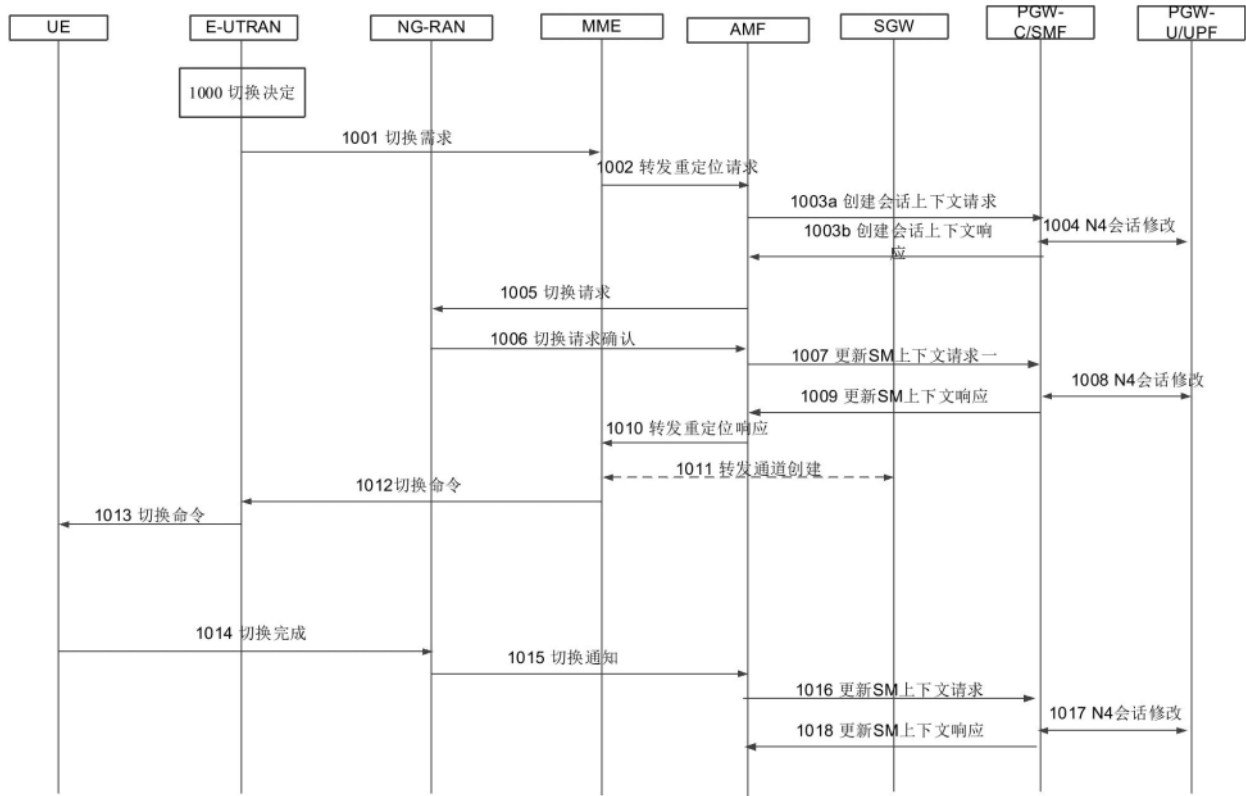 UE
E-UTRAN
NG-RAN
MME
AMF
SGW
PGW-
C/SMF
PGW-
U/UPF
1000 切换决定
1001 切换需求
1002 转发重定位请求
1003a 创建会话上下文请求
1003b 创建会话上下文响
应
1004 N4会话修改
1005 切换请求
1006 切换请求确认
1007 更新SM上下文请求一
1008 N4会话修改
1009 更新SM上下文响应
1010 转发重定位响应
1011 转发通道创建
1012切换命令
1013 切换命令
1014 切换完成
1015 切换通知
1016 更新SM上下文请求
1017 N4会话修改
1018 更新SM上下文响应